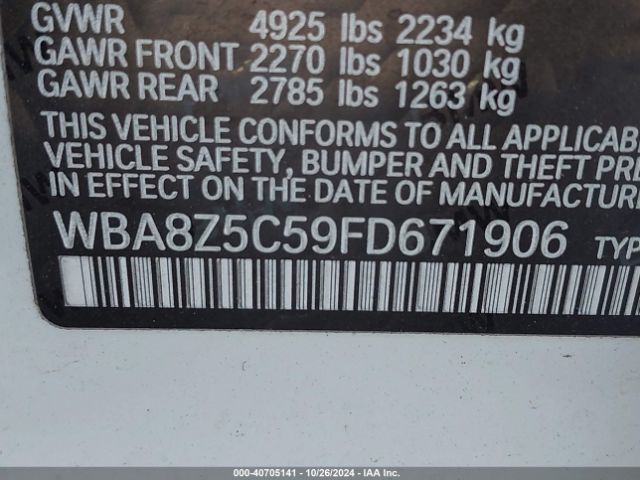 GVWR 4925 lbs 2234 kg
GAWR FRONT 2270 lbs 1030 kg
GAWR REAR 2785 lbs 1263 kg
THIS VEHICLE CONFORMS TO ALL APPLICABL
VEHICLE SAFETY, BUMPER AND THEFT PRE
IN EFFECT ON THE DATE OF MANUFACTUR
WBA8Z5C59FD671906 TYP
000-40705141 - 10/26/2024 - IAA Inc.